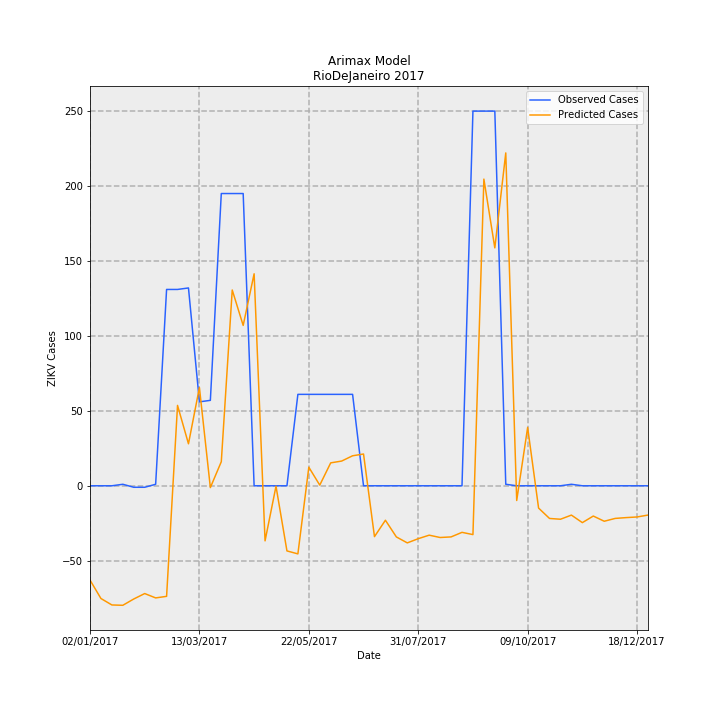 Arimax Model
RioDeJaneiro 2017
Observed Cases
Predicted Cases
250
200
150
100
50
0
−50
ZIKV Cases
02/01/2017 13/03/2017 22/05/2017 31/07/2017 09/10/2017 18/12/2017
Date